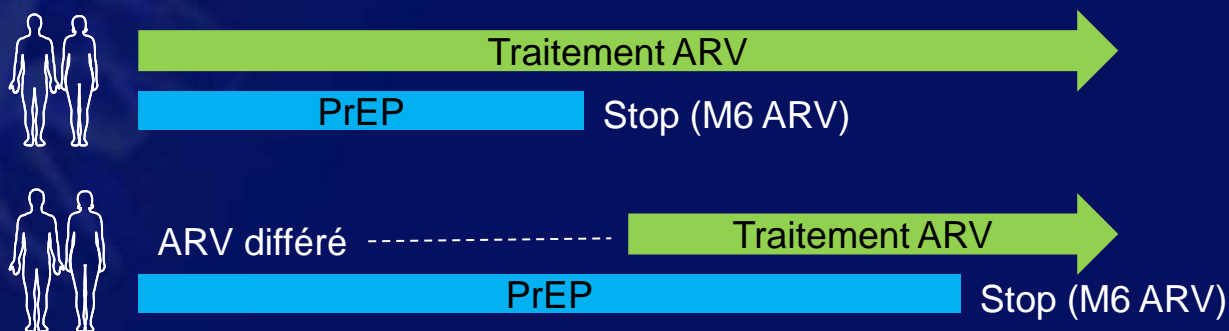 Traitement ARV
PrEP Stop (M6 ARV)
ARV différé Traitement ARV
PrEP Stop (M6 ARV)